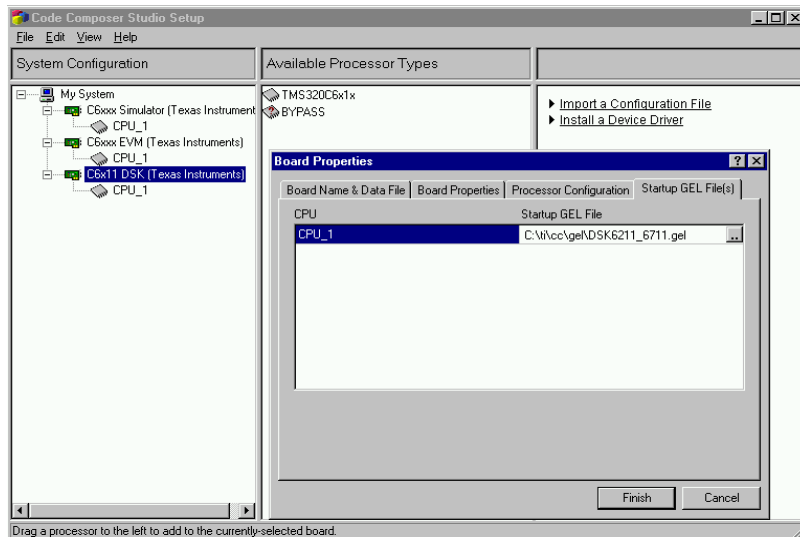 Code Composer Studio Setup
File Edit View Help
System Configuration
Available Processor Types
My System
C6xxx Simulator (Texas Instrument
CPU_1
C6xxx EVM (Texas Instruments)
CPU_1
C6x11 DSK (Texas Instruments)
CPU_1
TMS320C6x1x
BYPASS
Import a Configuration File
Install a Device Driver
Board Properties
Board Name & Data File Board Properties Processor Configuration Startup GEL File(s)
CPU Startup GEL File
CPU_1 C:\ti\cc\gel\DSK6211_6711.gel ..
Finish Cancel
Drag a processor to the left to add to the currently-selected board.